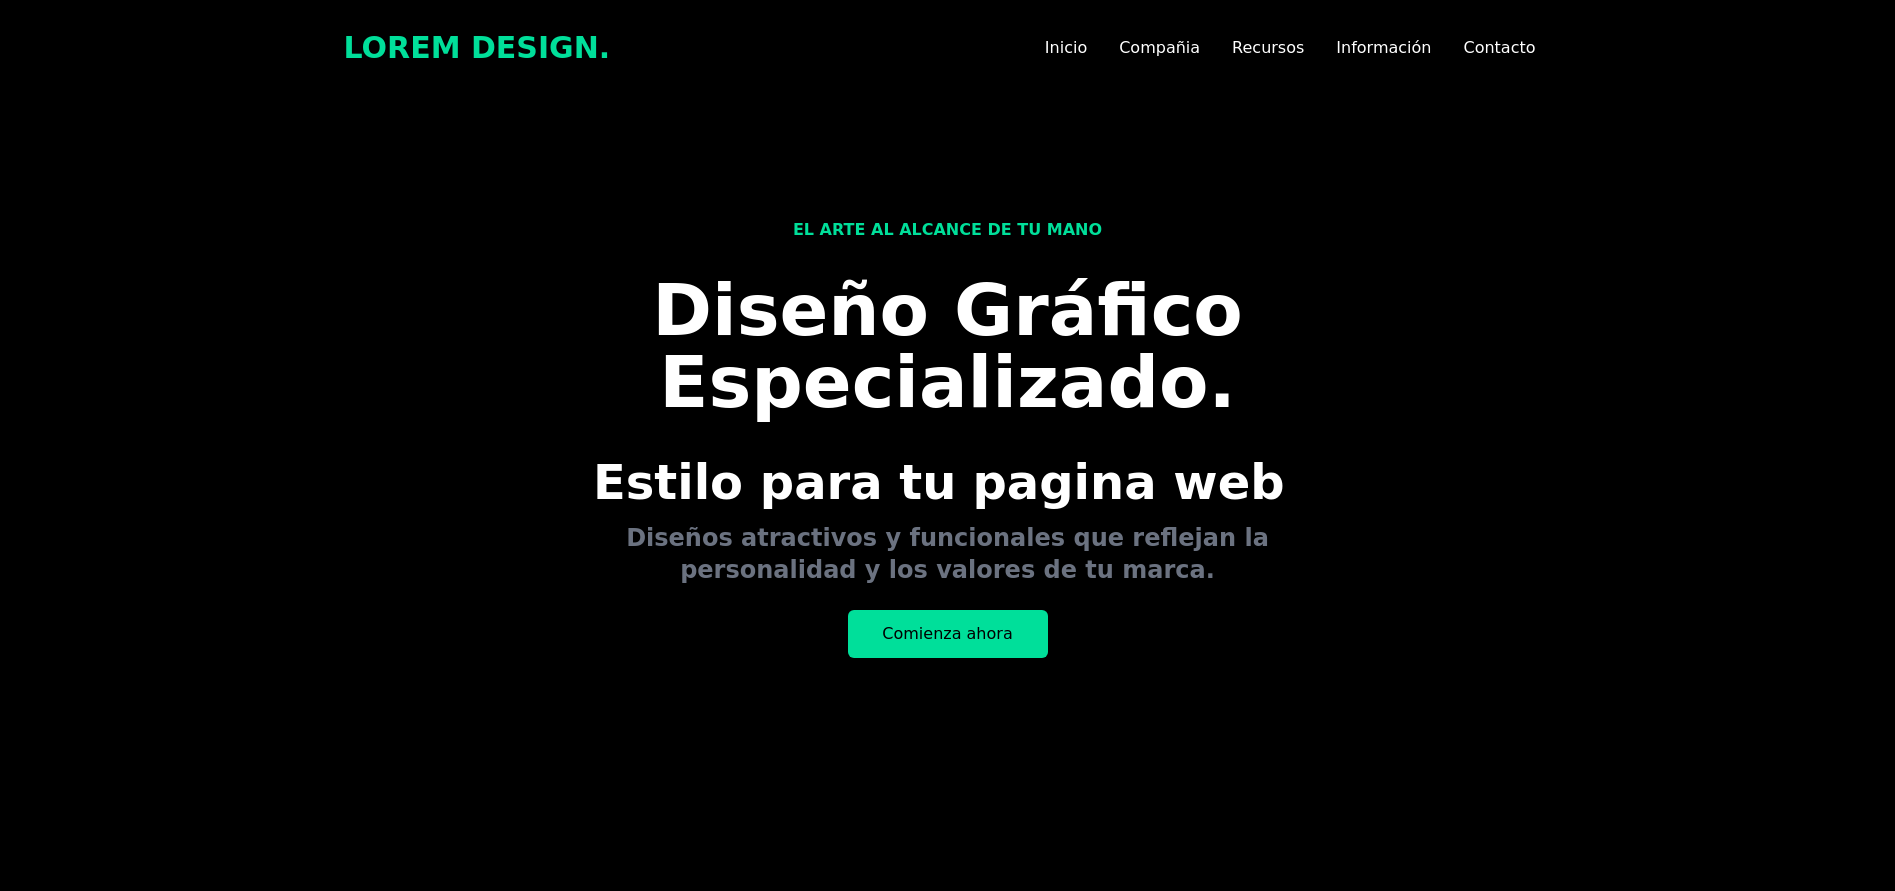 LOREM DESIGN.
Inicio Compañia Recursos Información Contacto
EL ARTE AL ALCANCE DE TU MANO
Diseño Gráfico
Especializado.
Estilo para tu pagina web
Diseños atractivos y funcionales que reflejan la
personalidad y los valores de tu marca.
Comienza ahora